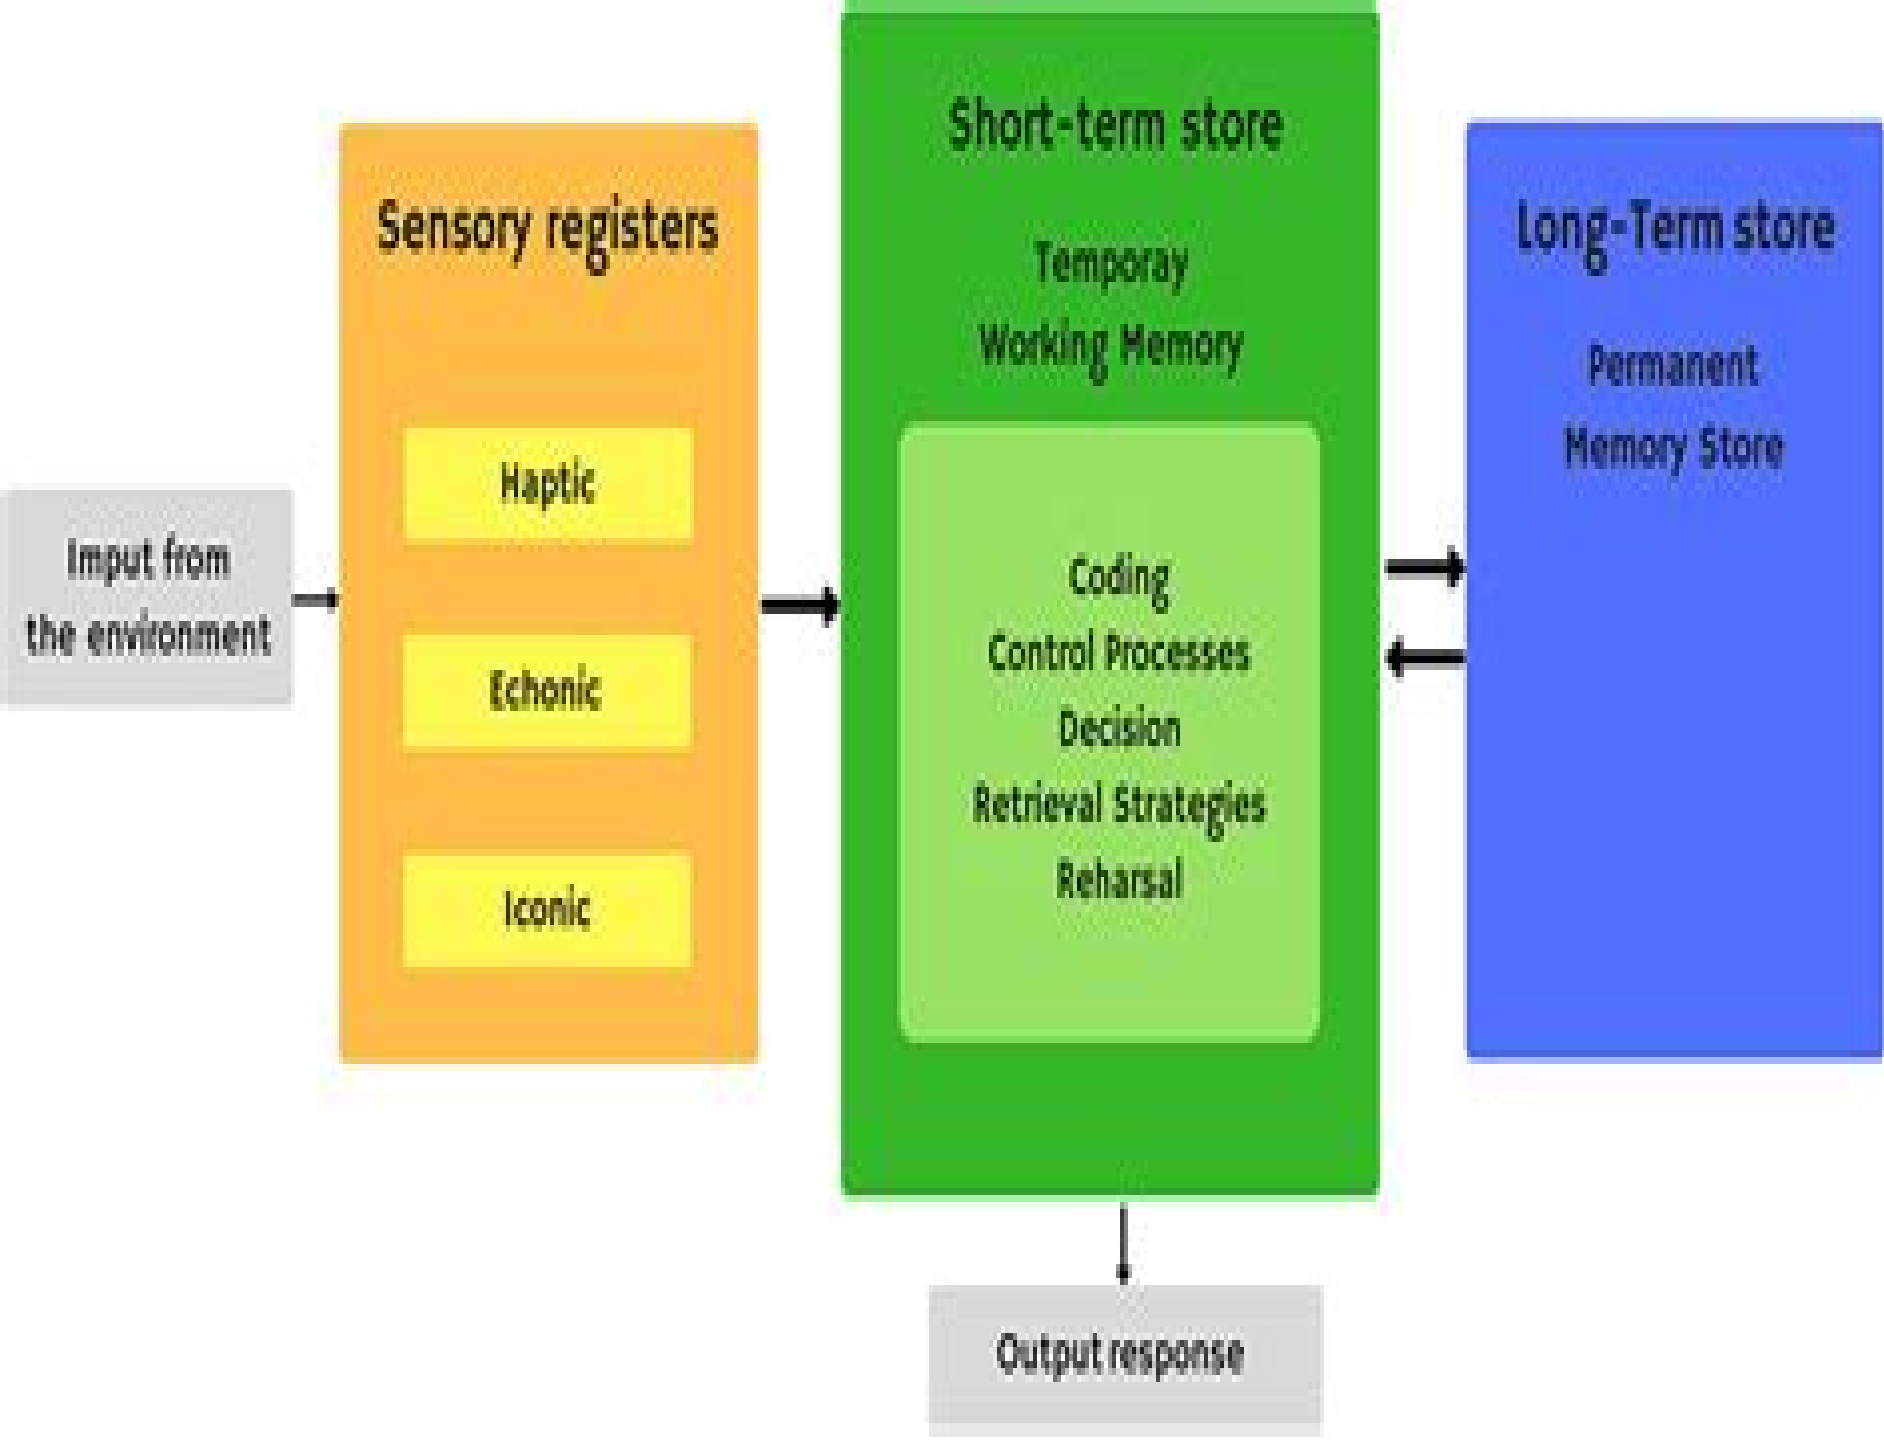 Imput from
the environment
Sensory registers
Haptic
Echonic
Iconic
Short-term store
Temporay
Working Memory
Coding
Control Processes
Decision
Retrieval Strategies
Reharsal
Long-Term store
Permanent
Memory Store
Output response